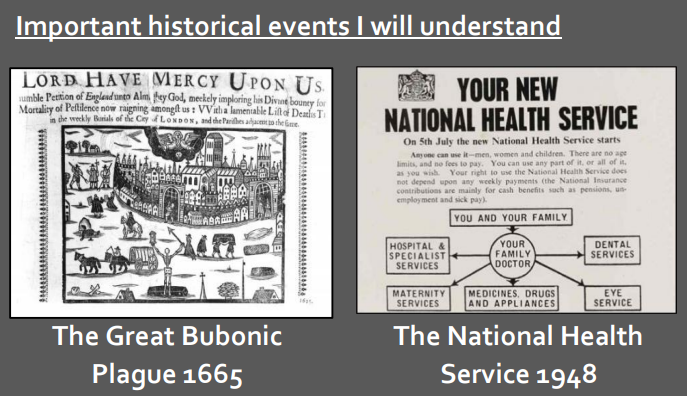 Important historical events I will understand
LORD HAVE MERCY UPON US.
umble Petition of England unto Alm, ſhey God, meekely imploring his Divine bounty for
Mortality of Peſtilence now raigning amongſt us : VVith a lamentable Liſt of Deaths T:
in the weekly Burials of the City of LONDON, and the Pariſhes adjacent to the ſame.
1637.
The Great Bubonic
Plague 1665
YOUR NEW
NATIONAL HEALTH SERVICE
On 5th July the new National Health Service starts
Anyone can use it—men, women and children. There are no age
limits, and no fees to pay. You can use any part of it, or all of it,
as you wish. Your right to use the National Health Service does
not depend upon any weekly payments (the National Insurance
contributions are mainly for cash benefits such as pensions, un-
employment and sick pay).
YOU AND YOUR FAMILY
HOSPITAL &
SPECIALIST
SERVICES
YOUR
FAMILY
DOCTOR
DENTAL
SERVICES
MATERNITY
SERVICES
MEDICINES, DRUGS
AND APPLIANCES
EYE
SERVICE
The National Health
Service 1948